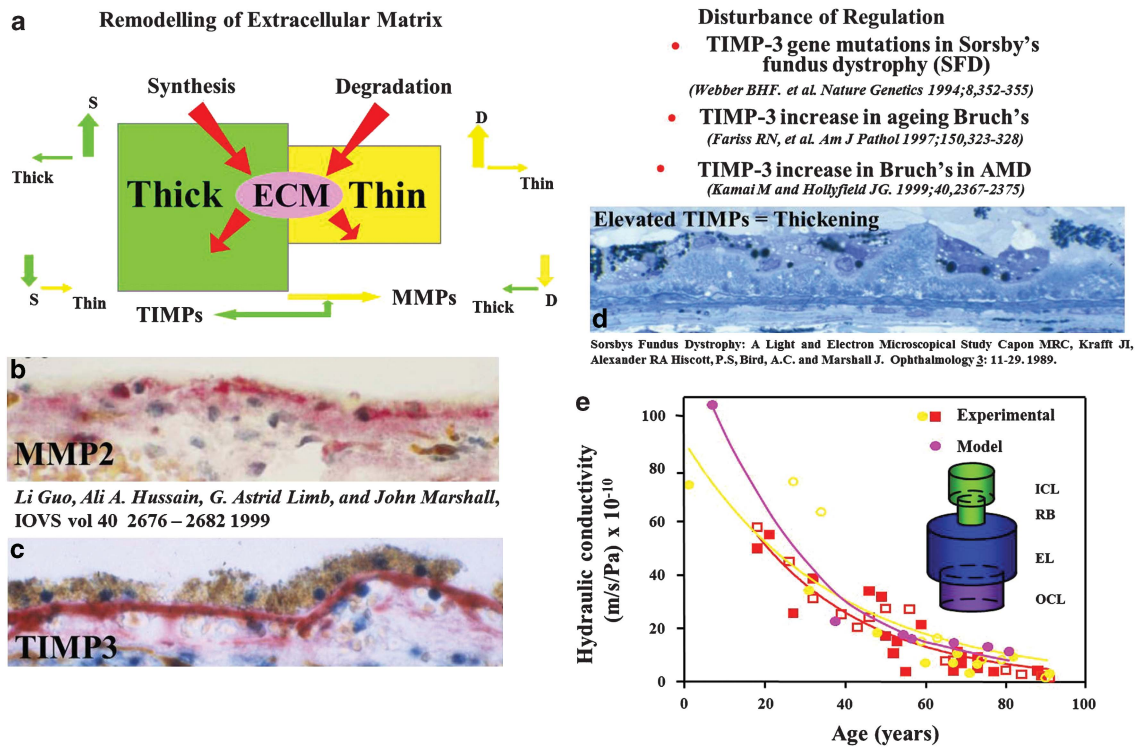 a
Remodelling of Extracellular Matrix
Synthesis
Degradation
S
Thick
D
Thin
Thick
ECM
Thin
S
Thin
Thick
D
TIMPs
MMPs
b
MMP2
Li Guo, Ali A. Hussain, G. Astrid Limb, and John Marshall,
IOVS vol 40 2676 – 2682 1999
c
TIMP3
Disturbance of Regulation
• TIMP-3 gene mutations in Sorsby's
fundus dystrophy (SFD)
(Webber BHF. et al. Nature Genetics 1994;8,352-355)
• TIMP-3 increase in ageing Bruch's
(Fariss RN, et al. Am J Pathol 1997;150,323-328)
• TIMP-3 increase in Bruch's in AMD
(Kamai M and Hollyfield JG. 1999;40,2367-2375)
Elevated TIMPs = Thickening
d
Sorsbys Fundus Dystrophy: A Light and Electron Microscopical Study Capon MRC, Krafft JI,
Alexander RA Hiscott, P.S, Bird, A.C. and Marshall J. Ophthalmology 3: 11-29. 1989.
e
Hydraulic conductivity
(m/s/Pa) x 10-10
100
80
60
40
20
0
0
20
40
60
80
100
Age (years)
Experimental
Model
ICL
RB
EL
OCL